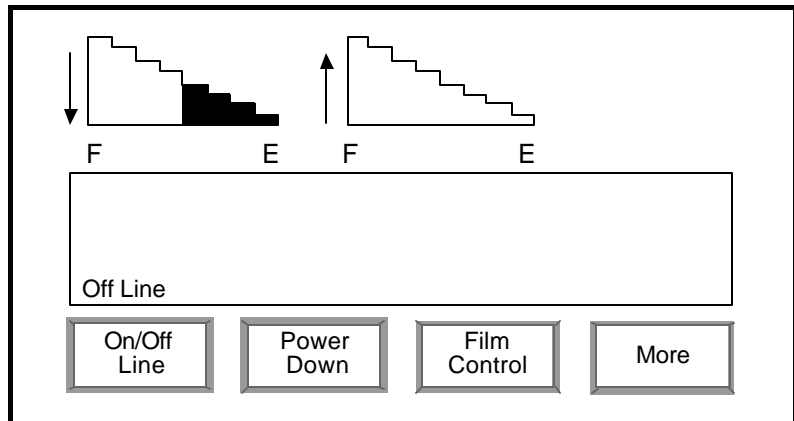 F E F E
Off Line
On/Off
Line
Power
Down
Film
Control
More